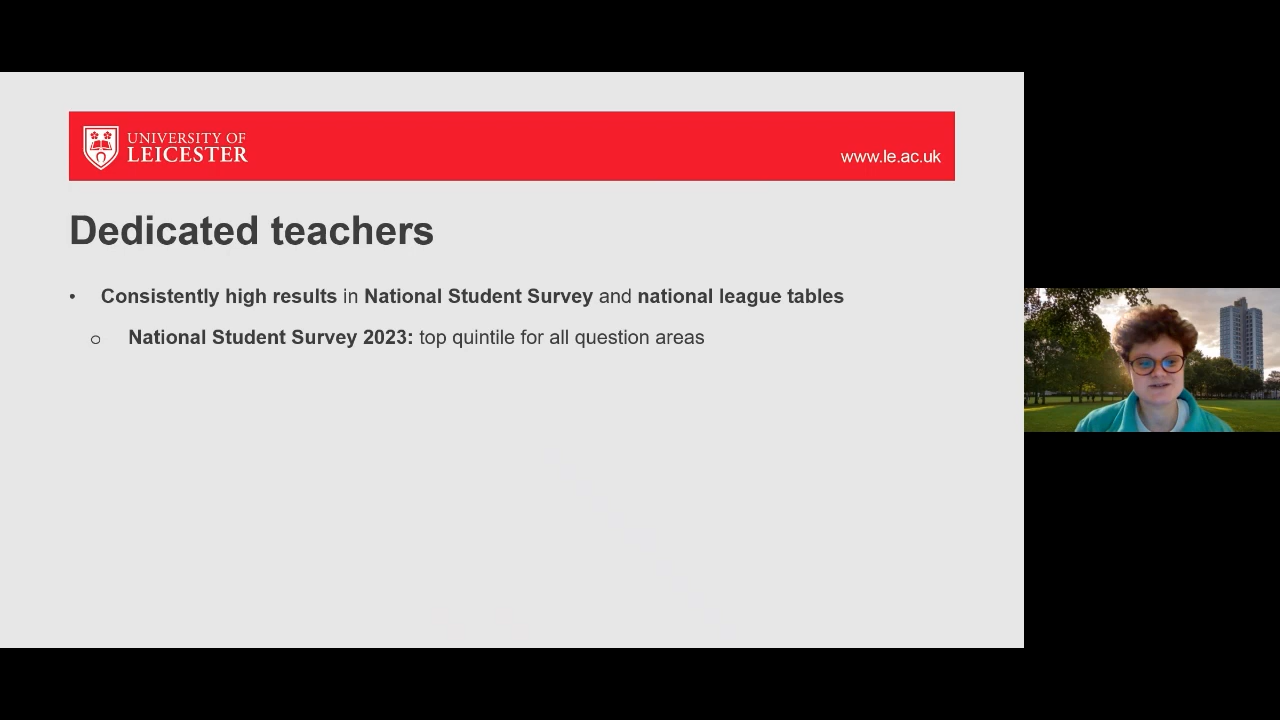 UNIVERSITY OF
LEICESTER
www.le.ac.uk
Dedicated teachers
• Consistently high results in National Student Survey and national league tables
o National Student Survey 2023: top quintile for all question areas